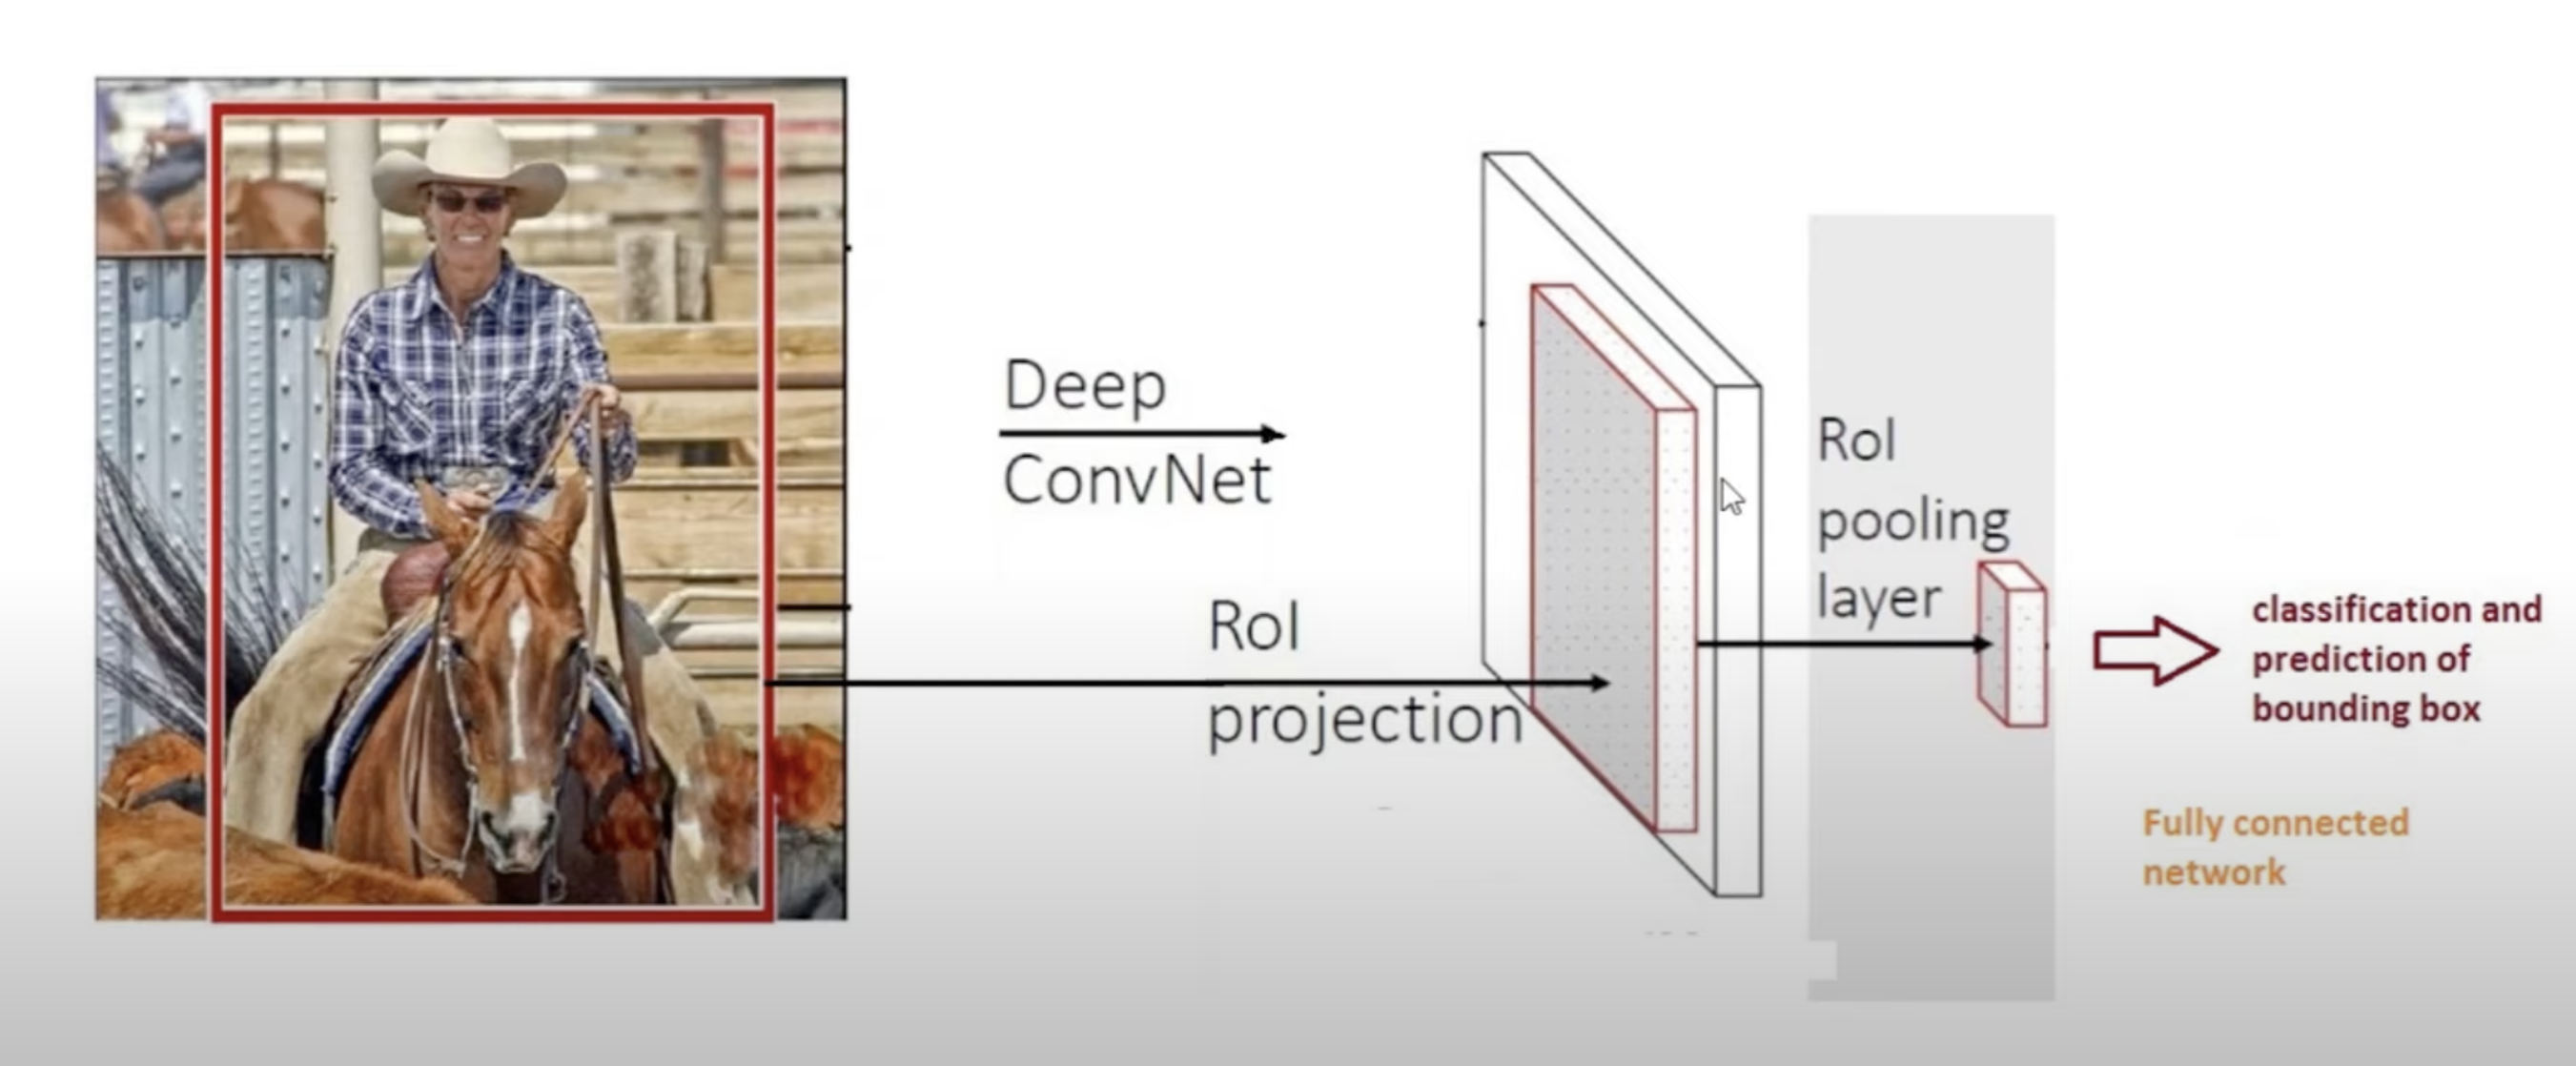 Deep
ConvNet
RoI
projection
RoI
pooling
layer
classification and
prediction of
bounding box
Fully connected
network